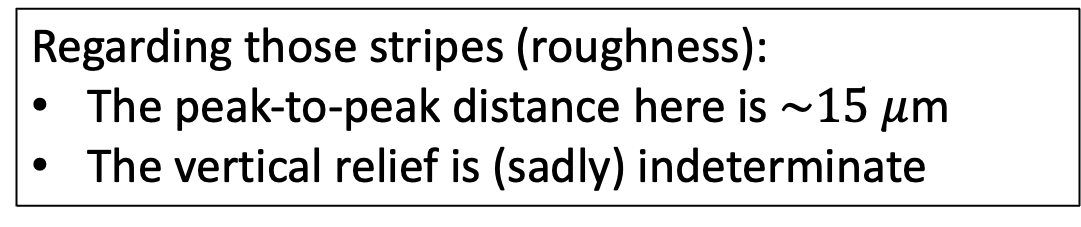 Regarding those stripes (roughness):
• The peak-to-peak distance here is ~15 μm
• The vertical relief is (sadly) indeterminate